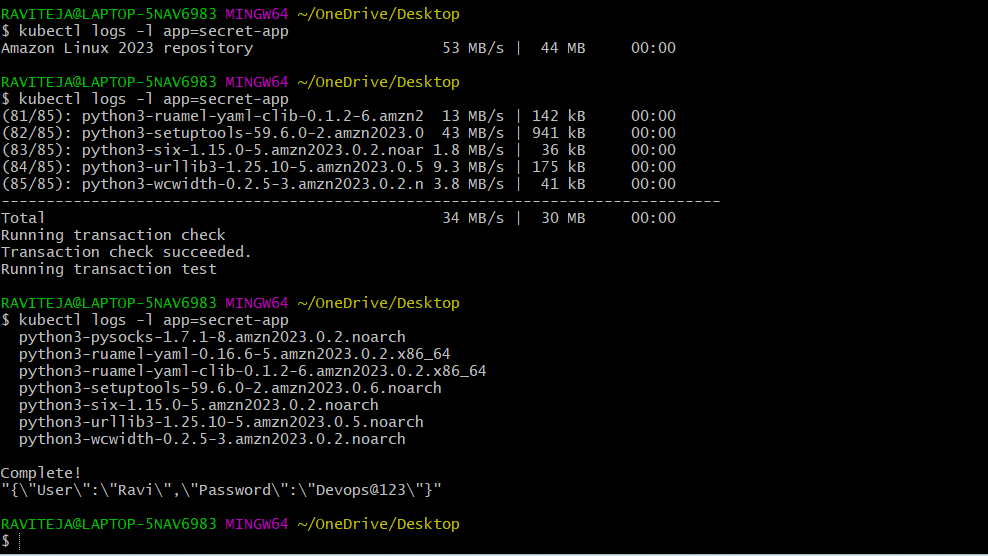 RAVITEJA@LAPTOP-5NAV6983 MINGW64 ~/OneDrive/Desktop
$ kubectl logs -l app=secret-app
Amazon Linux 2023 repository                     53 MB/s |  44 MB     00:00
RAVITEJA@LAPTOP-5NAV6983 MINGW64 ~/OneDrive/Desktop
$ kubectl logs -l app=secret-app
(81/85): python3-ruamel-yaml-clib-0.1.2-6.amzn2  13 MB/s | 142 kB     00:00
(82/85): python3-setuptools-59.6.0-2.amzn2023.0  43 MB/s | 941 kB     00:00
(83/85): python3-six-1.15.0-5.amzn2023.0.2.noar 1.8 MB/s |  36 kB     00:00
(84/85): python3-urllib3-1.25.10-5.amzn2023.0.5 9.3 MB/s | 175 kB     00:00
(85/85): python3-wcwidth-0.2.5-3.amzn2023.0.2.n 3.8 MB/s |  41 kB     00:00
--------------------------------------------------------------------------------
Total                                            34 MB/s |  30 MB     00:00
Running transaction check
Transaction check succeeded.
Running transaction test
RAVITEJA@LAPTOP-5NAV6983 MINGW64 ~/OneDrive/Desktop
$ kubectl logs -l app=secret-app
  python3-pysocks-1.7.1-8.amzn2023.0.2.noarch
  python3-ruamel-yaml-0.16.6-5.amzn2023.0.2.x86_64
  python3-ruamel-yaml-clib-0.1.2-6.amzn2023.0.2.x86_64
  python3-setuptools-59.6.0-2.amzn2023.0.6.noarch
  python3-six-1.15.0-5.amzn2023.0.2.noarch
  python3-urllib3-1.25.10-5.amzn2023.0.5.noarch
  python3-wcwidth-0.2.5-3.amzn2023.0.2.noarch
Complete!
"{\"User\":\"Ravi\",\"Password\":\"Devops@123\"}"
RAVITEJA@LAPTOP-5NAV6983 MINGW64 ~/OneDrive/Desktop
$